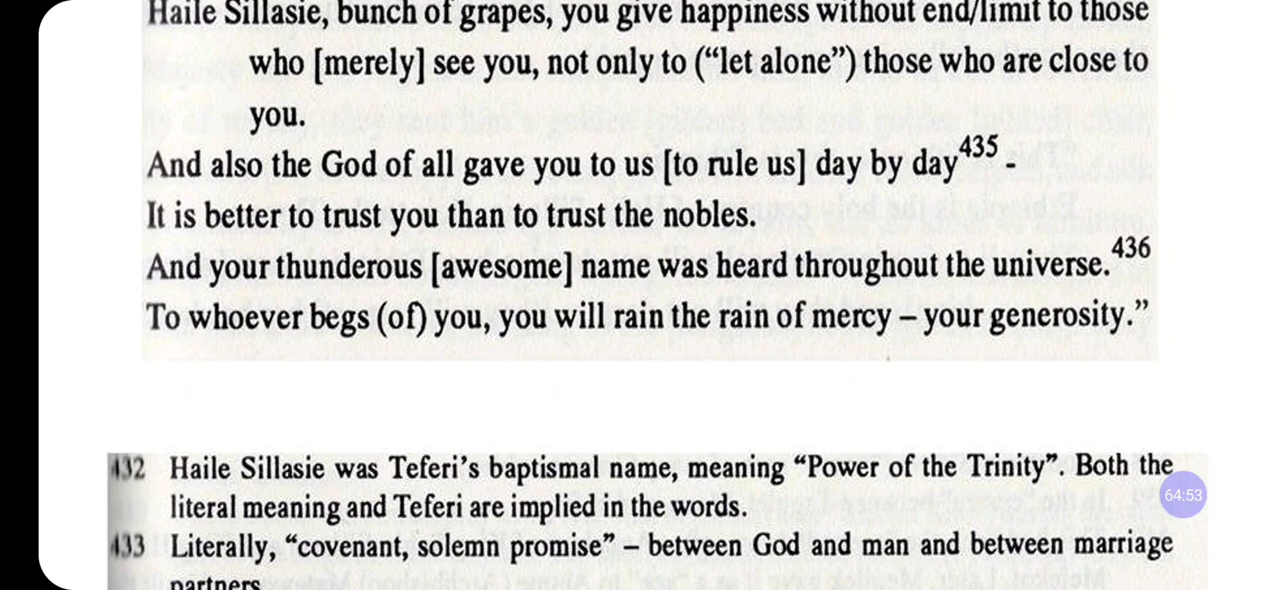 Haile Sillasie, bunch of grapes, you give happiness without end/limit to those
who [merely] see you, not only to (“let alone”) those who are close to
you.
And also the God of all gave you to us [to rule us] day by day435 -
It is better to trust you than to trust the nobles.
And your thunderous [awesome] name was heard throughout the universe.436
To whoever begs (of) you, you will rain the rain of mercy – your generosity.”
432 Haile Sillasie was Teferi’s baptismal name, meaning “Power of the Trinity”. Both the
literal meaning and Teferi are implied in the words.
64:53
433 Literally, “covenant, solemn promise” – between God and man and between marriage
partners